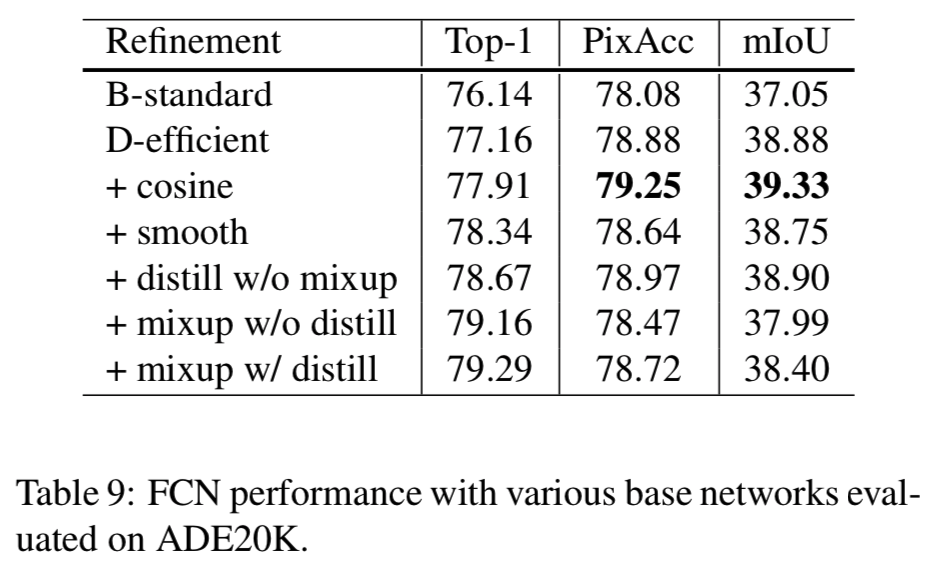 Refinement Top-1 PixAcc mIoU
B-standard 76.14 78.08 37.05
D-efficient 77.16 78.88 38.88
+ cosine 77.91 79.25 39.33
+ smooth 78.34 78.64 38.75
+ distill w/o mixup 78.67 78.97 38.90
+ mixup w/o distill 79.16 78.47 37.99
+ mixup w/ distill 79.29 78.72 38.40
Table 9: FCN performance with various base networks eval-
uated on ADE20K.